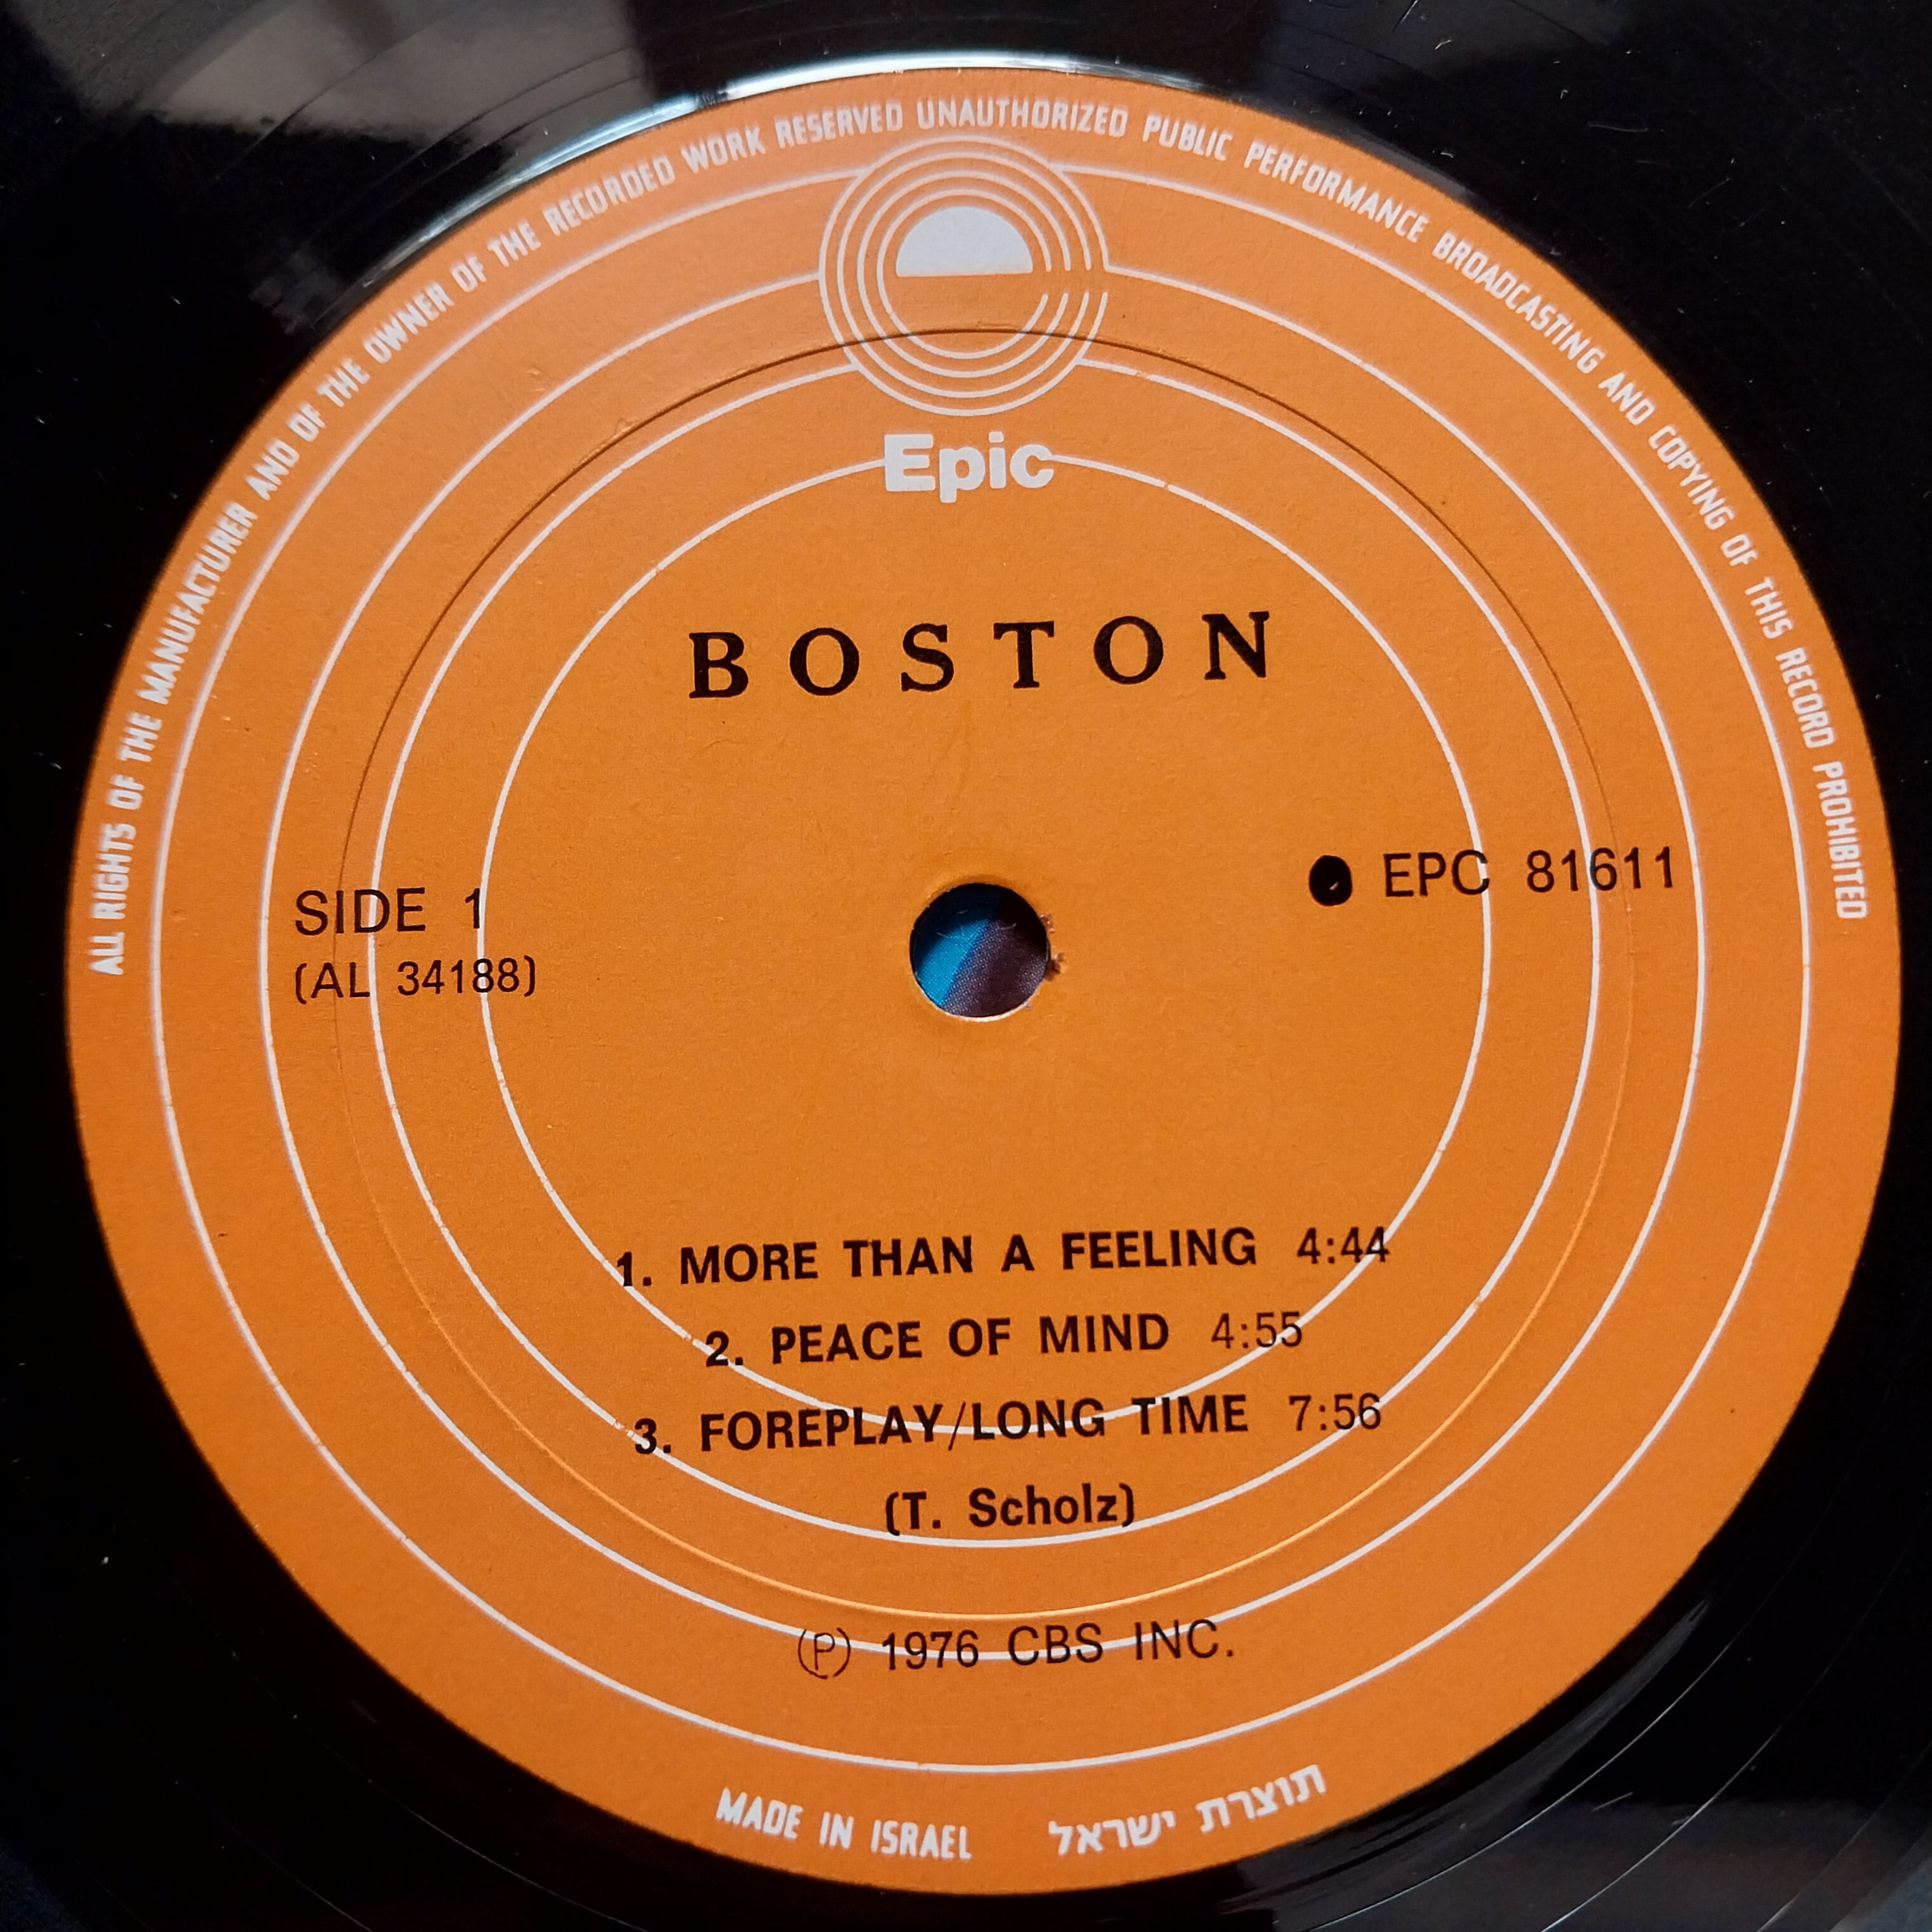 ALL RIGHTS OF THE MANUFACTURER AND OF THE OWNER OF THE RECORDED WORK RESERVED UNAUTHORIZED PUBLIC PERFORMANCE BROADCASTING AND COPYING OF THIS RECORD PROHIBITED
Epic
BOSTON
SIDE 1
(AL 34188)
EPC 81611
1. MORE THAN A FEELING 4:44
2. PEACE OF MIND 4:55
3. FOREPLAY/LONG TIME 7:56
(T. Scholz)
Ⓟ 1976 CBS INC.
MADE IN ISRAEL תוצרת ישראל